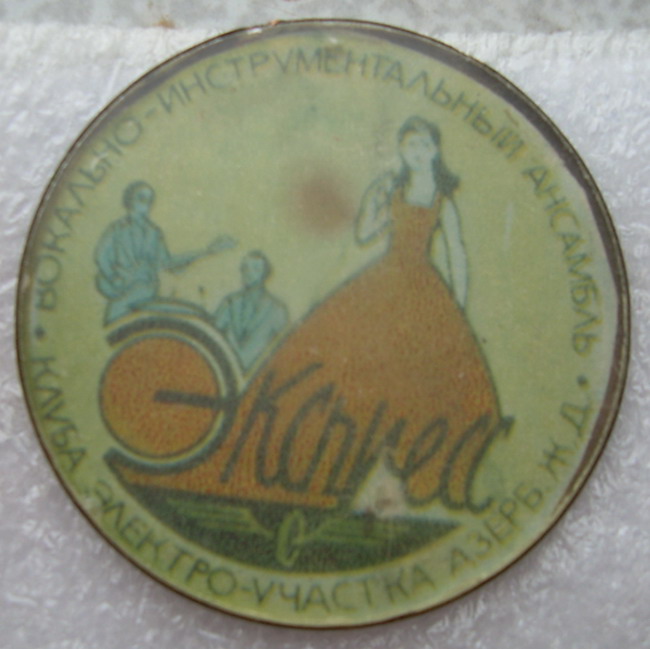 ВОКАЛЬНО-ИНСТРУМЕНТАЛЬНЫЙ АНСАМБЛЬ
Экспресс
КЛУБА ЭЛЕКТРО-УЧАСТКА АЗЕРБ. Ж.Д.